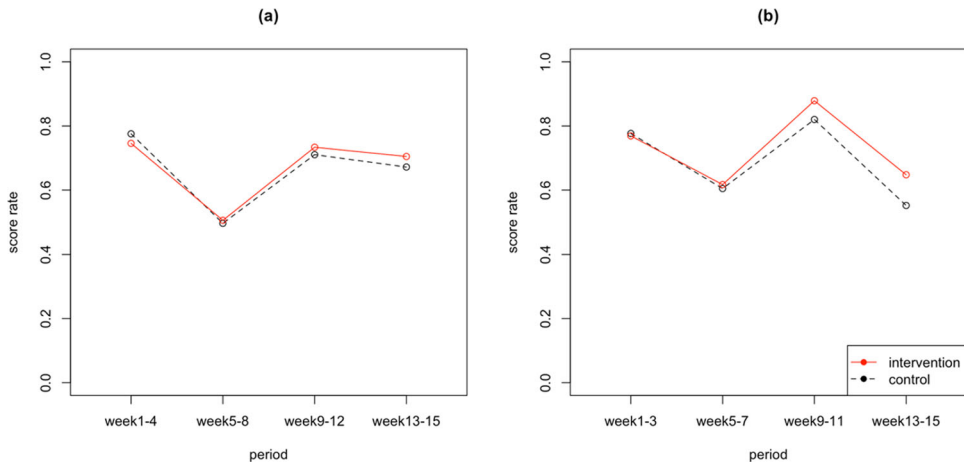 (a)
score rate
1.0
0.8
0.6
0.4
0.2
0.0
week1-4 week5-8 week9-12 week13-15
period
(b)
score rate
1.0
0.8
0.6
0.4
0.2
0.0
intervention
control
week1-3 week5-7 week9-11 week13-15
period